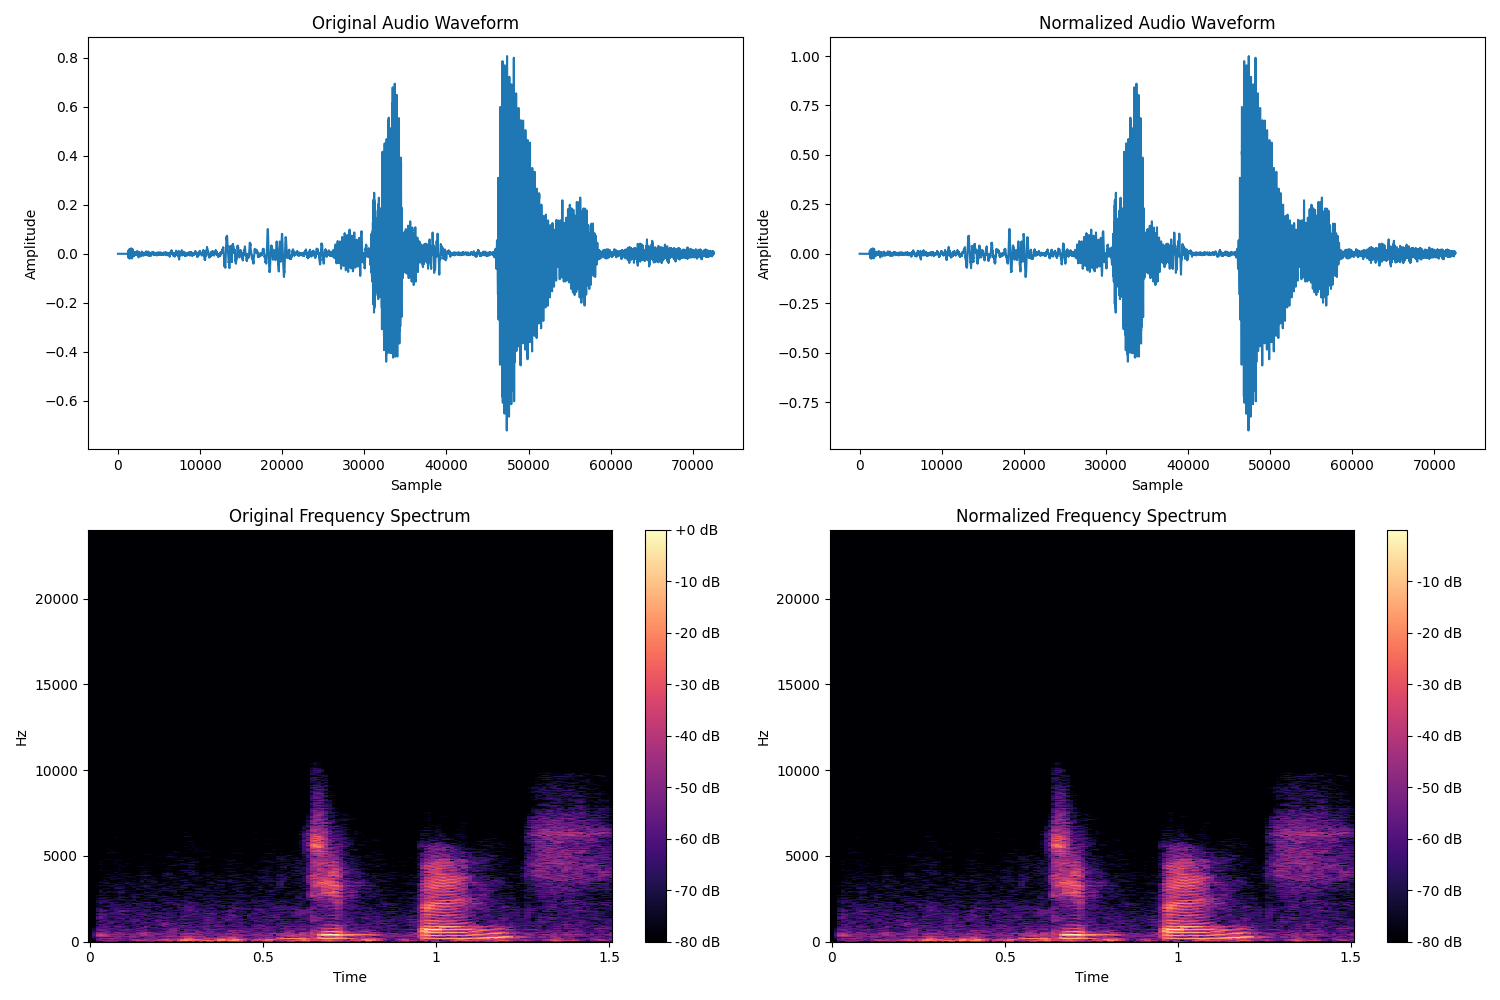 Original Audio Waveform
Amplitude
0.8
0.6
0.4
0.2
0.0
−0.2
−0.4
−0.6
0 10000 20000 30000 40000 50000 60000 70000
Sample
Normalized Audio Waveform
Amplitude
1.00
0.75
0.50
0.25
0.00
−0.25
−0.50
−0.75
0 10000 20000 30000 40000 50000 60000 70000
Sample
Original Frequency Spectrum
Hz
20000
15000
10000
5000
0
0 0.5 1 1.5
Time
+0 dB
-10 dB
-20 dB
-30 dB
-40 dB
-50 dB
-60 dB
-70 dB
-80 dB
Normalized Frequency Spectrum
Hz
20000
15000
10000
5000
0
0 0.5 1 1.5
Time
-10 dB
-20 dB
-30 dB
-40 dB
-50 dB
-60 dB
-70 dB
-80 dB